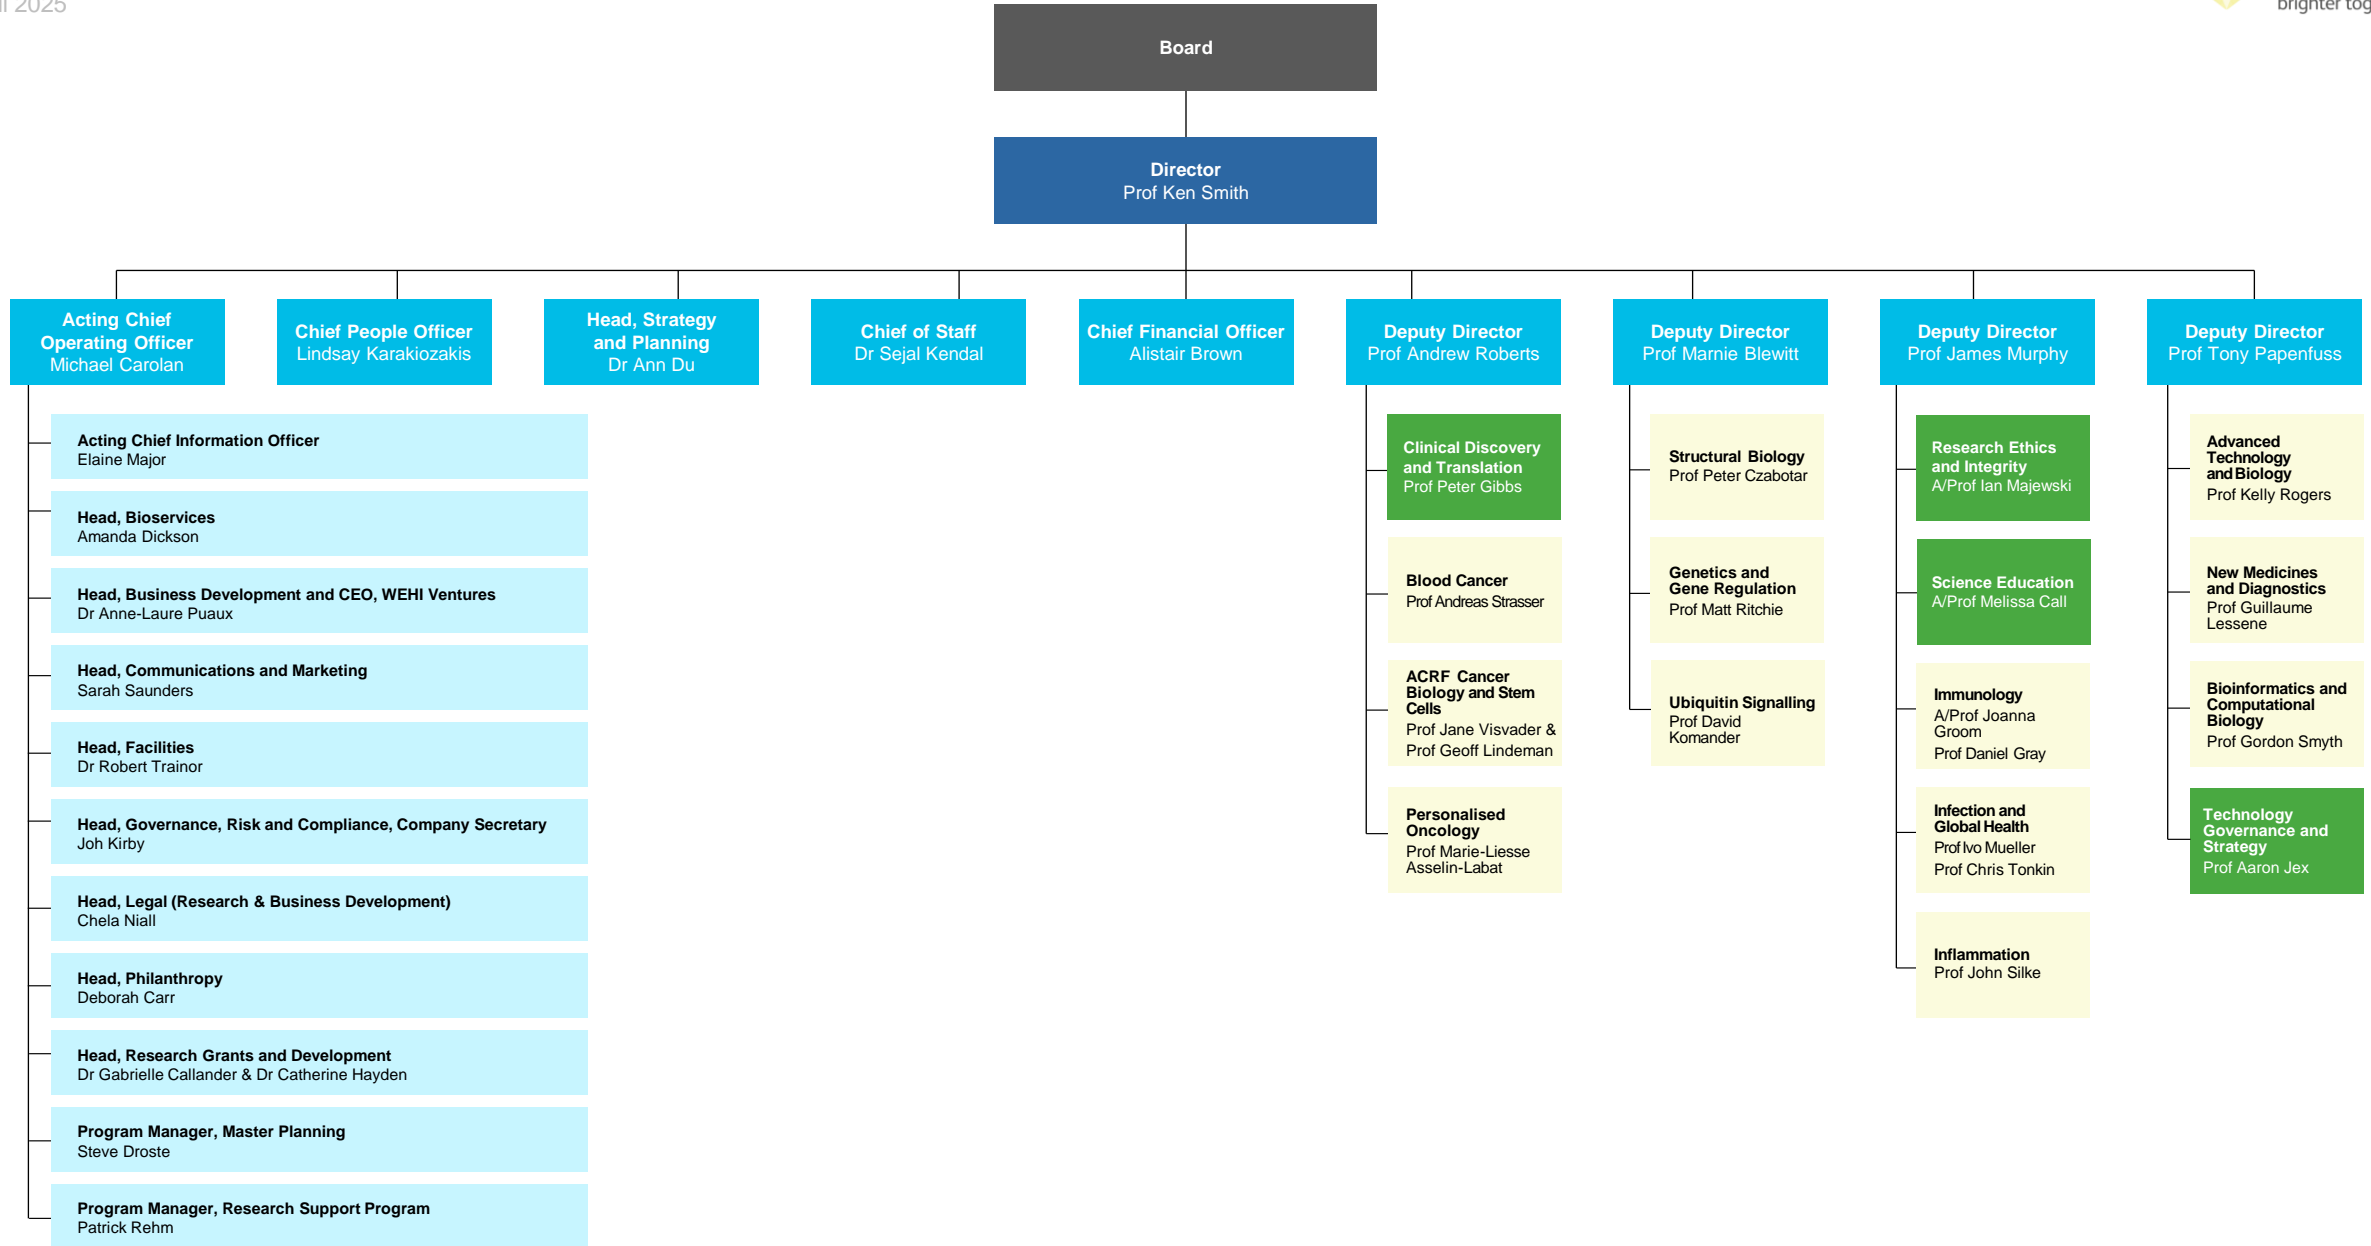 2025
brighter
Board
Director
Prof Ken Smith
Acting Chief
Operating Officer
Michael Carolan
Chief People Officer
Lindsay Karakiozakis
Head, Strategy
and Planning
Dr Ann Du
Chief of Staff
Dr Sejal Kendal
Chief Financial Officer
Alistair Brown
Deputy Director
Prof Andrew Roberts
Deputy Director
Prof Marnie Blewitt
Deputy Director
Prof James Murphy
Deputy Director
Prof Tony Papenfuss
Acting Chief Information Officer
Elaine Major
Head, Bioservices
Amanda Dickson
Head, Business Development and CEO, WEHI Ventures
Dr Anne-Laure Puaux
Head, Communications and Marketing
Sarah Saunders
Head, Facilities
Dr Robert Trainor
Head, Governance, Risk and Compliance, Company Secretary
Joh Kirby
Head, Legal (Research & Business Development)
Chela Niall
Head, Philanthropy
Deborah Carr
Head, Research Grants and Development
Dr Gabrielle Callander & Dr Catherine Hayden
Program Manager, Master Planning
Steve Droste
Program Manager, Research Support Program
Patrick Rehm
Clinical Discovery
and Translation
Prof Peter Gibbs
Blood Cancer
Prof Andreas Strasser
ACRF Cancer
Biology and Stem
Cells
Prof Jane Visvader &
Prof Geoff Lindeman
Personalised
Oncology
Prof Marie-Liesse
Asselin-Labat
Structural Biology
Prof Peter Czabotar
Genetics and
Gene Regulation
Prof Matt Ritchie
Ubiquitin Signalling
Prof David
Komander
Research Ethics
and Integrity
A/Prof Ian Majewski
Science Education
A/Prof Melissa Call
Immunology
A/Prof Joanna
Groom
Prof Daniel Gray
Infection and
Global Health
Prof Ivo Mueller
Prof Chris Tonkin
Inflammation
Prof John Silke
Advanced
Technology
and Biology
Prof Kelly Rogers
New Medicines
and Diagnostics
Prof Guillaume
Lessene
Bioinformatics and
Computational
Biology
Prof Gordon Smyth
Technology
Governance and
Strategy
Prof Aaron Jex